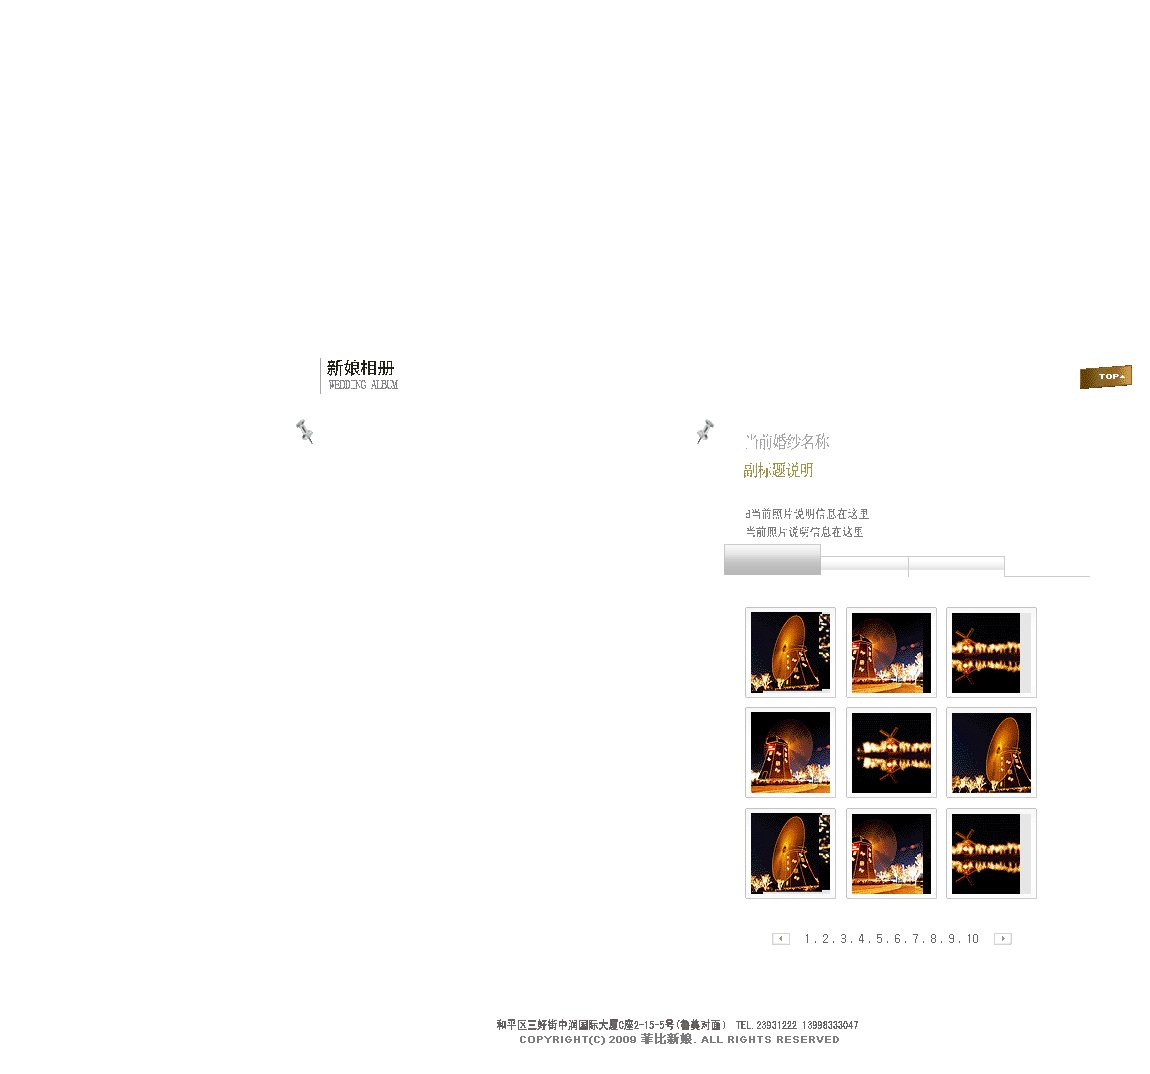 新娘相册
WEDDING ALBUM
TOP
当前婚纱名称
副标题说明
d当前照片说明信息在这里
当前照片说明信息在这里
1 . 2 . 3 . 4 . 5 . 6 . 7 . 8 . 9 . 10
和平区三好街中润国际大厦C座2-15-5号(鲁美对面) TEL.23931222 13998333047
COPYRIGHT(C) 2009 菲比新娘. ALL RIGHTS RESERVED